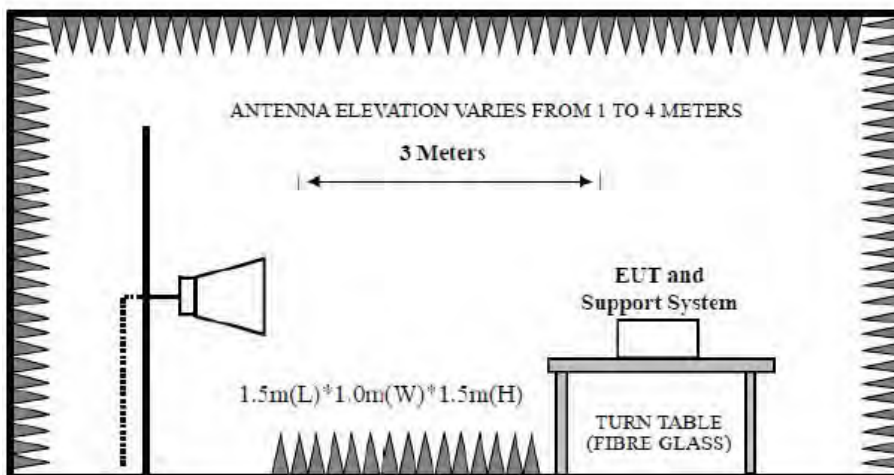 ANTENNA ELEVATION VARIES FROM 1 TO 4 METERS
3 Meters
EUT and
Support System
1.5m(L)*1.0m(W)*1.5m(H)
TURN TABLE
(FIBRE GLASS)